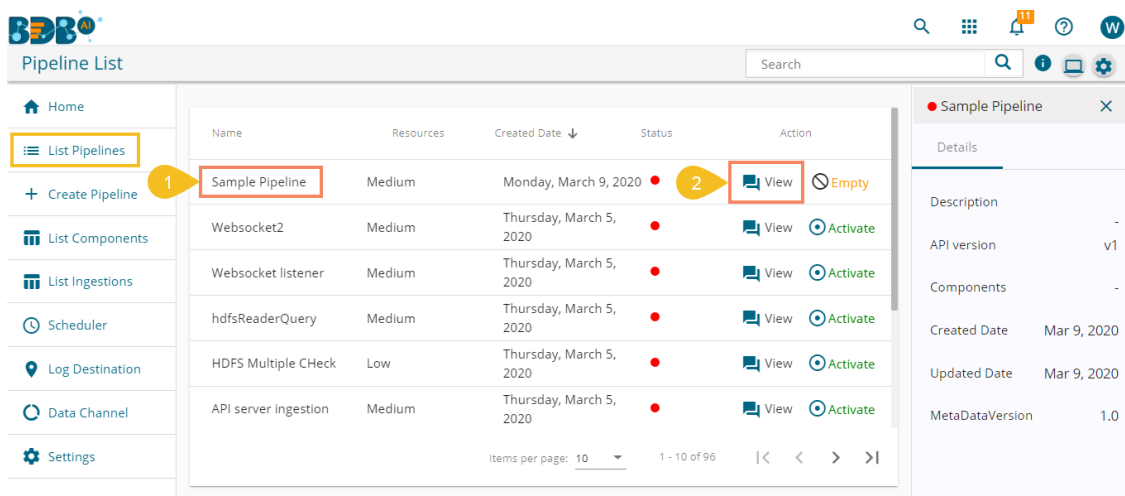 BDB AI
11
W
Pipeline List
Search
Home
List Pipelines
Create Pipeline
List Components
List Ingestions
Scheduler
Log Destination
Data Channel
Settings
Name Resources Created Date Status Action
1 Sample Pipeline Medium Monday, March 9, 2020 2 View Empty
Websocket2 Medium Thursday, March 5,
2020 View Activate
Websocket listener Medium Thursday, March 5,
2020 View Activate
hdfsReaderQuery Medium Thursday, March 5,
2020 View Activate
HDFS Multiple CHeck Low Thursday, March 5,
2020 View Activate
API server ingestion Medium Thursday, March 5,
2020 View Activate
Items per page: 10 1 - 10 of 96
Sample Pipeline
Details
Description -
API version v1
Components -
Created Date Mar 9, 2020
Updated Date Mar 9, 2020
MetaDataVersion 1.0